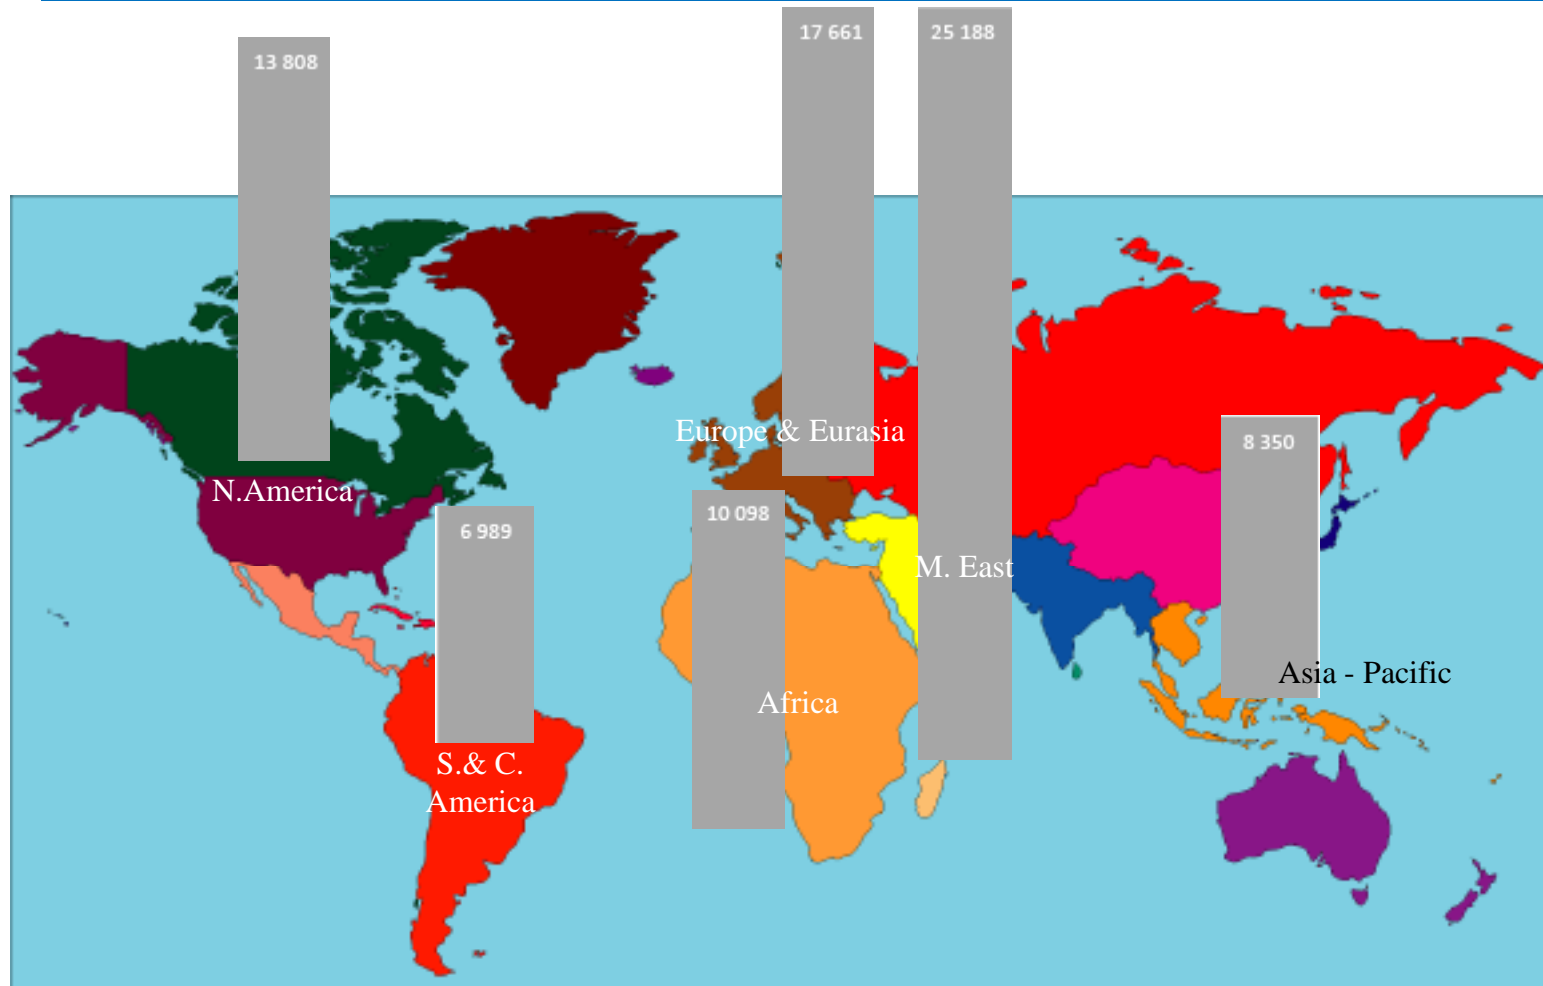 17 661
25 188
13 808
Europe & Eurasia
8 350
N.America
10 098
6 989
M. East
Asia - Pacific
Africa
S.& C.
America